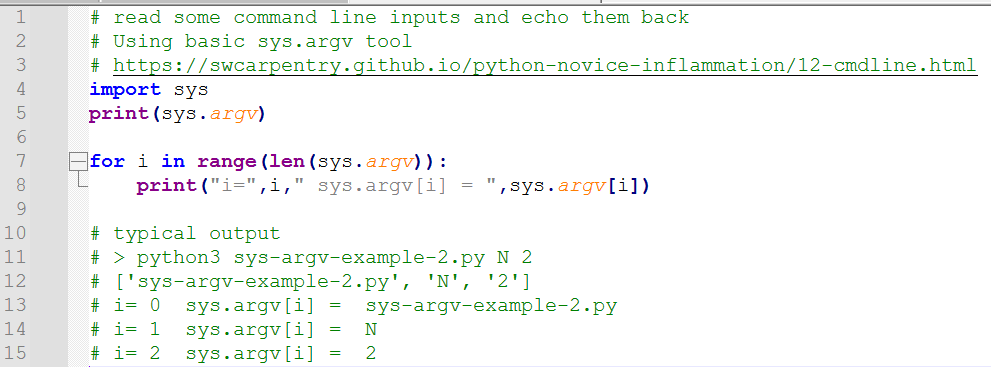 1 # read some command line inputs and echo them back
2 # Using basic sys.argv tool
3 # https://swcarpentry.github.io/python-novice-inflammation/12-cmdline.html
4 import sys
5 print(sys.argv)
6
7 for i in range(len(sys.argv)):
8     print("i=",i," sys.argv[i] = ",sys.argv[i])
9
10 # typical output
11 # > python3 sys-argv-example-2.py N 2
12 # ['sys-argv-example-2.py', 'N', '2']
13 # i= 0  sys.argv[i] =  sys-argv-example-2.py
14 # i= 1  sys.argv[i] =  N
15 # i= 2  sys.argv[i] =  2